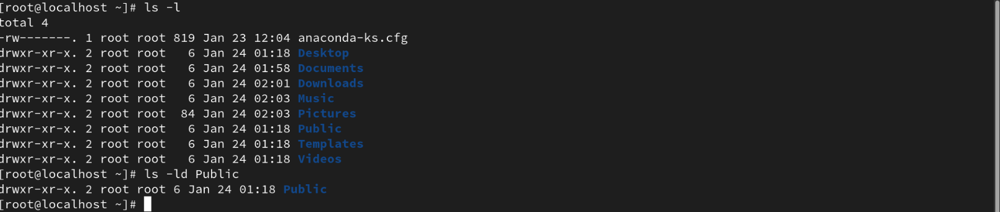 [root@localhost ~]# ls -l
total 4
-rw-------. 1 root root 819 Jan 23 12:04 anaconda-ks.cfg
drwxr-xr-x. 2 root root   6 Jan 24 01:18 Desktop
drwxr-xr-x. 2 root root   6 Jan 24 01:58 Documents
drwxr-xr-x. 2 root root   6 Jan 24 02:01 Downloads
drwxr-xr-x. 2 root root   6 Jan 24 02:03 Music
drwxr-xr-x. 2 root root  84 Jan 24 02:03 Pictures
drwxr-xr-x. 2 root root   6 Jan 24 01:18 Public
drwxr-xr-x. 2 root root   6 Jan 24 01:18 Templates
drwxr-xr-x. 2 root root   6 Jan 24 01:18 Videos
[root@localhost ~]# ls -ld Public
drwxr-xr-x. 2 root root 6 Jan 24 01:18 Public
[root@localhost ~]#